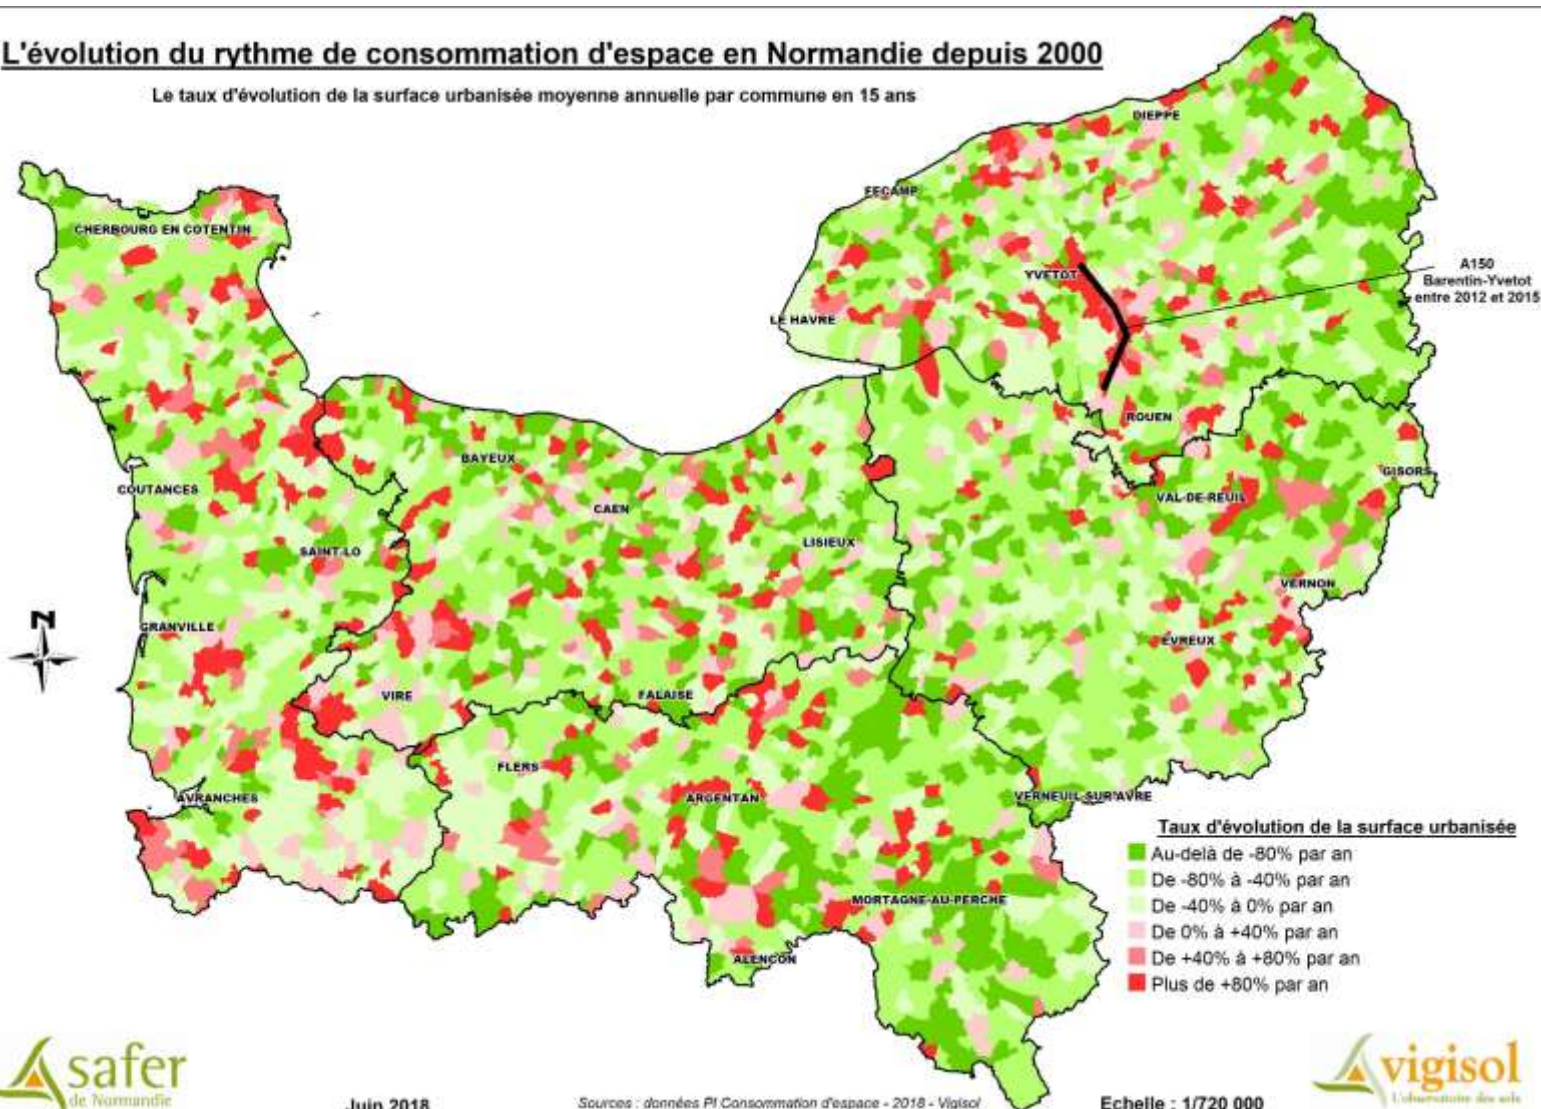 L'évolution du rythme de consommation d'espace en Normandie depuis 2000
Le taux d'évolution de la surface urbanisée moyenne annuelle par commune en 15 ans
DIEPPE
FECAMP
CHERBOURG EN COTENTIN
A150
Barentin-Yvetot
entre 2012 et 2015
YVETOT
LE HAVRE
ROUEN
BAYEUX
GISORS
COUTANCES
VAL-DE-REUIL
CAEN
LISIEUX
SAINT-LO
VERNON
N
GRANVILLE
EVREUX
VIRE
FALAISE
FLERS
AVRANCHES
ARGENTAN
VERNEUIL-SUR-AVRE
MORTAGNE-AU-PERCHE
ALENCON
Taux d'évolution de la surface urbanisée
Au-delà de -80% par an
De -80% à -40% par an
De -40% à 0% par an
De 0% à +40% par an
De +40% à +80% par an
Plus de +80% par an
safer
de Normandie
Juin 2018
Sources : données PI Consommation d'espace - 2018 - Vigisol
Echelle : 1/720 000
vigisol
L'observatoire des sols